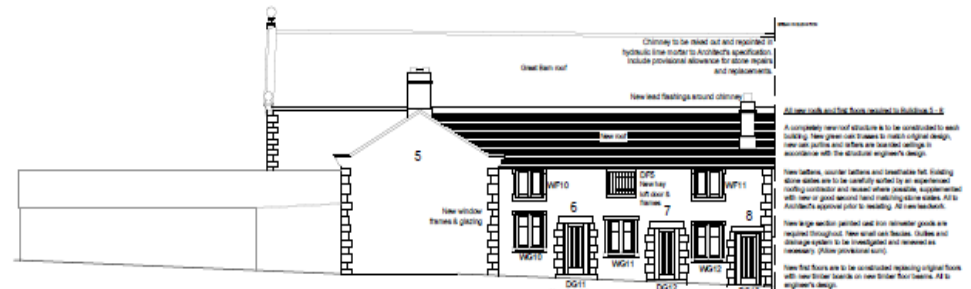 Chimney to be raked out and repointed in
hydraulic lime mortar to Architect's specification.
Include provisional allowance for stone repairs
and replacements.
Great Barn roof
New lead flashings around chimney
All new roofs and first floors required to Buildings 5 - 8
New roof
A completely new roof structure is to be constructed to each
building. New green oak trusses to match original design,
new oak purlins and rafters are boarded ceilings in
accordance with the structural engineer's design.
5
WF10
DF5
New hay
loft door &
frames
WF11
New battens, counter battens and breathable felt. Existing
stone slates are to be carefully sorted by an experienced
roofing contractor and reused where possible, supplemented
with new or good second hand matching stone slates. All to
Architect's approval prior to reslating. All new leadwork.
New window
frames & glazing
6
7
8
New large section painted cast iron rainwater goods are
required throughout. New small oak fascias. Gullies and
drainage system to be investigated and renewed as
necessary. (Allow provisional sum).
WG10
WG11
WG12
New first floors are to be constructed replacing original floors
with new timber boards on new timber floor beams. All to
engineer's design.
DG11
DG12